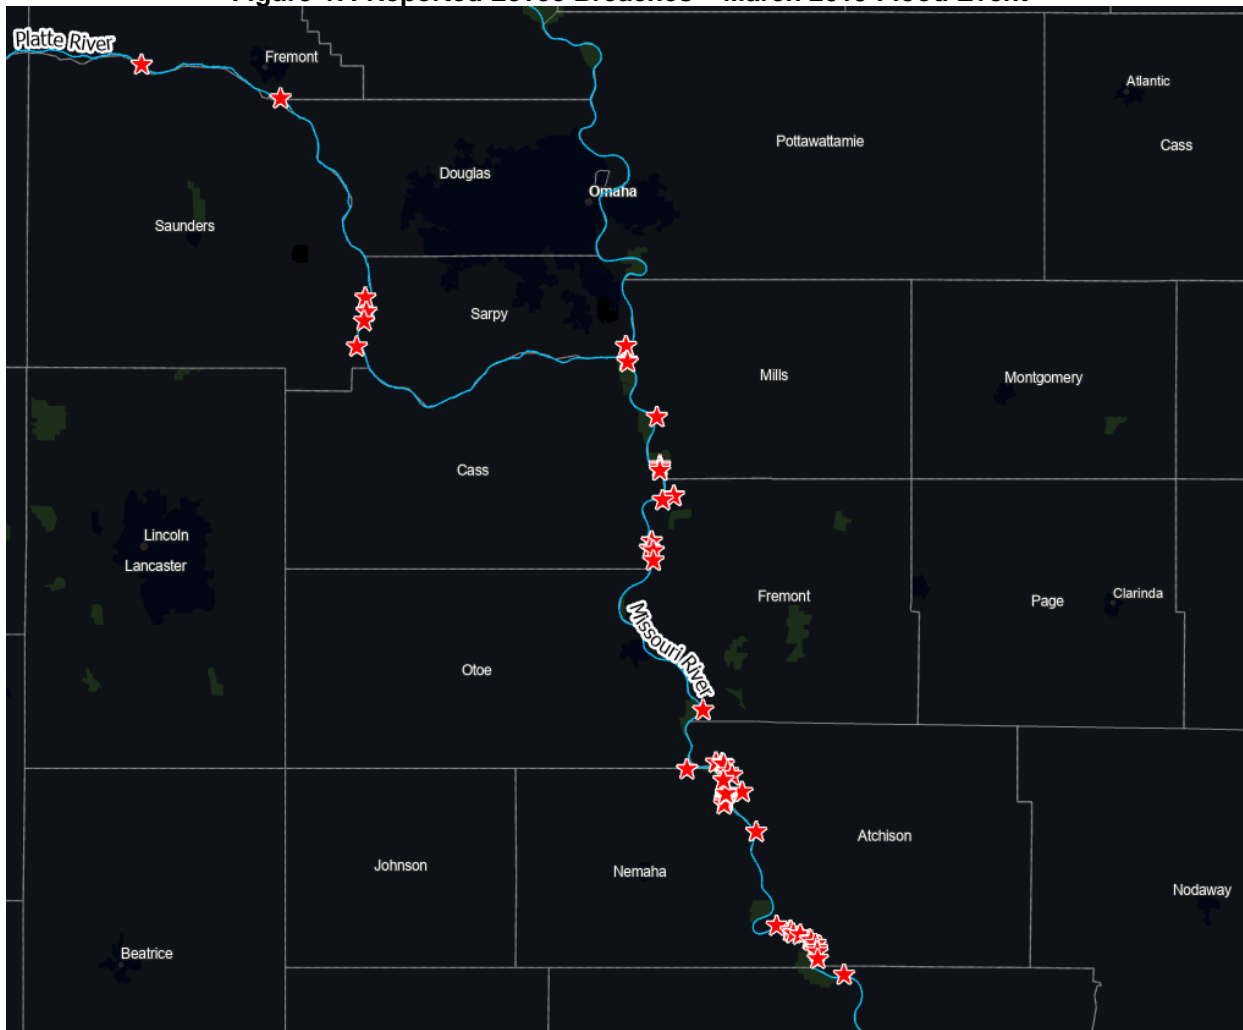 Platte River
Fremont
Atlantic
Pottawattamie
Cass
Douglas
Omaha
Saunders
Sarpy
Mills
Montgomery
Cass
Lincoln
Lancaster
Fremont
Page
Clarinda
Missouri River
Otoe
Atchison
Johnson
Nemaha
Nodaway
Beatrice